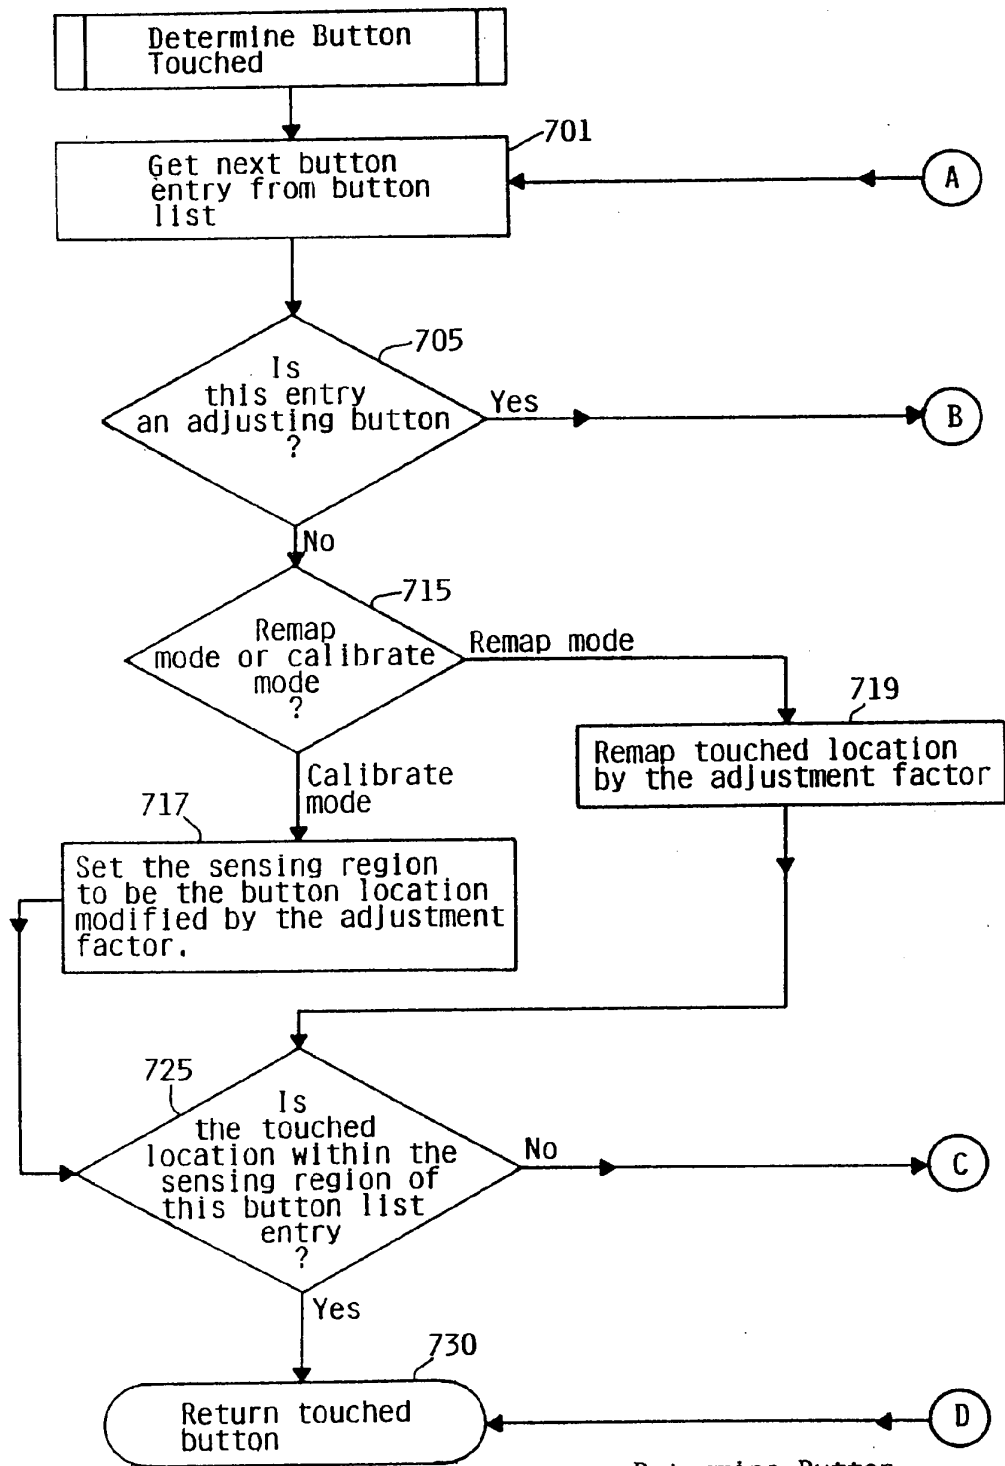 Determine Button
Touched
701
Get next button
entry from button
list
A
705
Is
this entry
an adjusting button
?
Yes
B
No
715
Remap
mode or calibrate
mode
?
Remap mode
719
Remap touched location
by the adjustment factor
Calibrate
mode
717
Set the sensing region
to be the button location
modified by the adjustment
factor.
725
Is
the touched
location within the
sensing region of
this button list
entry
?
No
C
Yes
730
Return touched
button
D
Determine Button